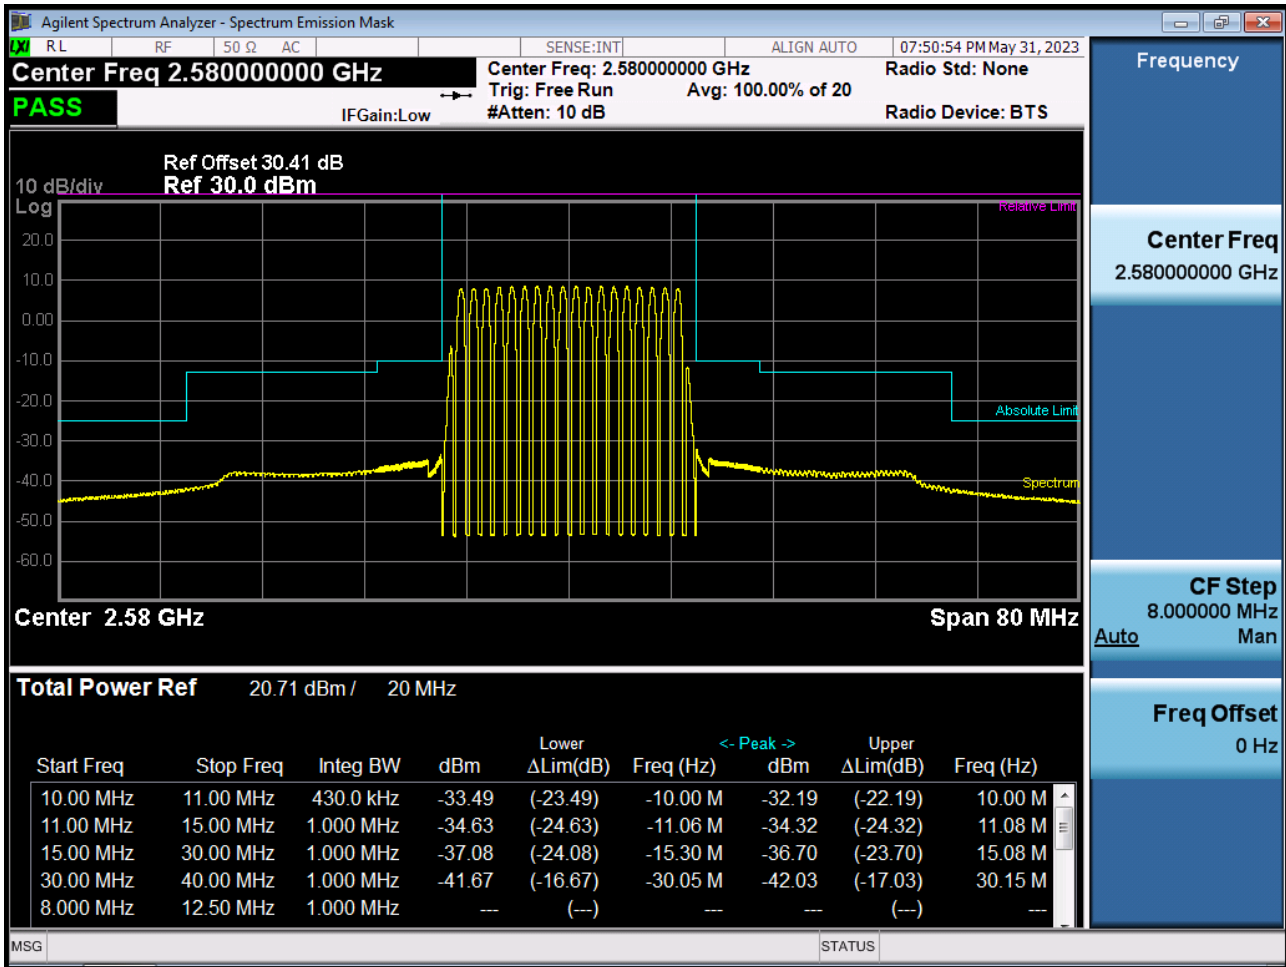 Agilent Spectrum Analyzer - Spectrum Emission Mask
LXI RL RF 50 Ω AC SENSE:INT ALIGN AUTO 07:50:54 PM May 31, 2023
Center Freq 2.580000000 GHz
Center Freq: 2.580000000 GHz Radio Std: None
Trig: Free Run Avg: 100.00% of 20
PASS
IFGain:Low #Atten: 10 dB Radio Device: BTS
Ref Offset 30.41 dB
10 dB/div Ref 30.0 dBm
Log
Relative Limit
20.0
10.0
0.00
-10.0
-20.0
Absolute Limit
-30.0
-40.0
Spectrum
-50.0
-60.0
Center 2.58 GHz Span 80 MHz
Total Power Ref 20.71 dBm / 20 MHz
Lower <- Peak -> Upper
Start Freq Stop Freq Integ BW dBm ΔLim(dB) Freq (Hz) dBm ΔLim(dB) Freq (Hz)
10.00 MHz 11.00 MHz 430.0 kHz -33.49 (-23.49) -10.00 M -32.19 (-22.19) 10.00 M
11.00 MHz 15.00 MHz 1.000 MHz -34.63 (-24.63) -11.06 M -34.32 (-24.32) 11.08 M
15.00 MHz 30.00 MHz 1.000 MHz -37.08 (-24.08) -15.30 M -36.70 (-23.70) 15.08 M
30.00 MHz 40.00 MHz 1.000 MHz -41.67 (-16.67) -30.05 M -42.03 (-17.03) 30.15 M
8.000 MHz 12.50 MHz 1.000 MHz --- (---) --- --- (---) ---
MSG STATUS
Frequency
Center Freq
2.580000000 GHz
CF Step
8.000000 MHz
Auto Man
Freq Offset
0 Hz